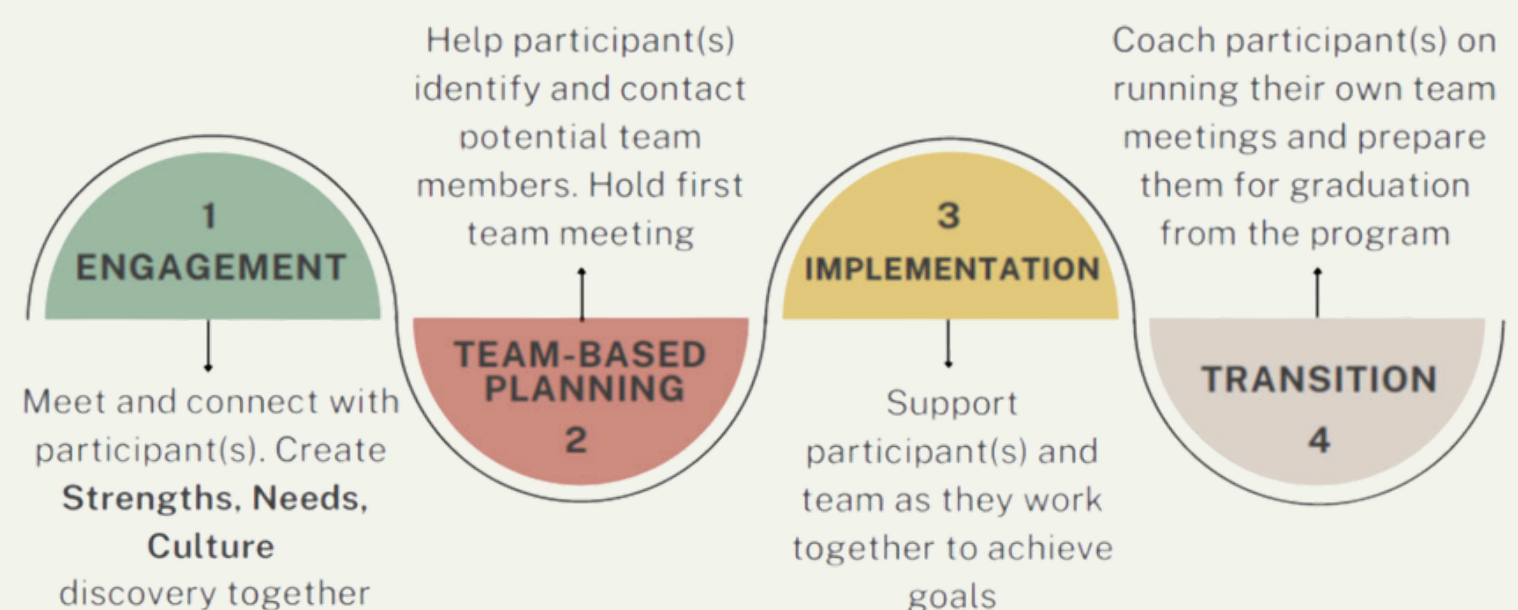 1
ENGAGEMENT
Meet and connect with
participant(s). Create
Strengths, Needs,
Culture
discovery together
Help participant(s)
identify and contact
potential team
members. Hold first
team meeting
TEAM-BASED
PLANNING
2
3
IMPLEMENTATION
Support
participant(s) and
team as they work
together to achieve
goals
Coach participant(s) on
running their own team
meetings and prepare
them for graduation
from the program
TRANSITION
4